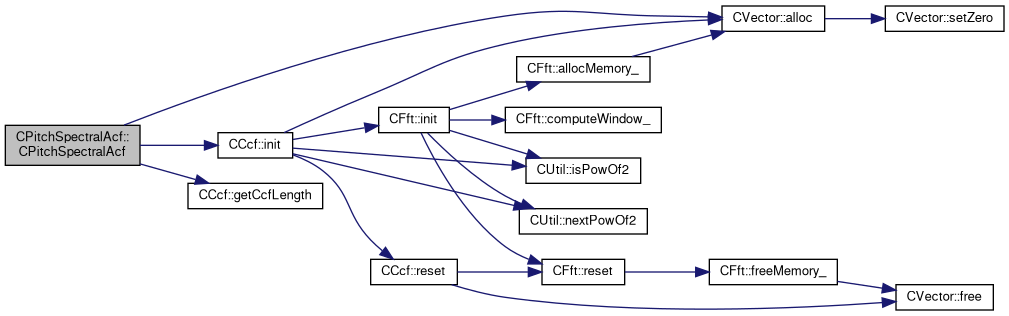 CPitchSpectralAcf::
CPitchSpectralAcf
CCcf::init
CCcf::getCcfLength
CFft::init
CCcf::reset
CFft::allocMemory_
CFft::computeWindow_
CUtil::isPowOf2
CUtil::nextPowOf2
CFft::reset
CVector::alloc
CFft::freeMemory_
CVector::setZero
CVector::free